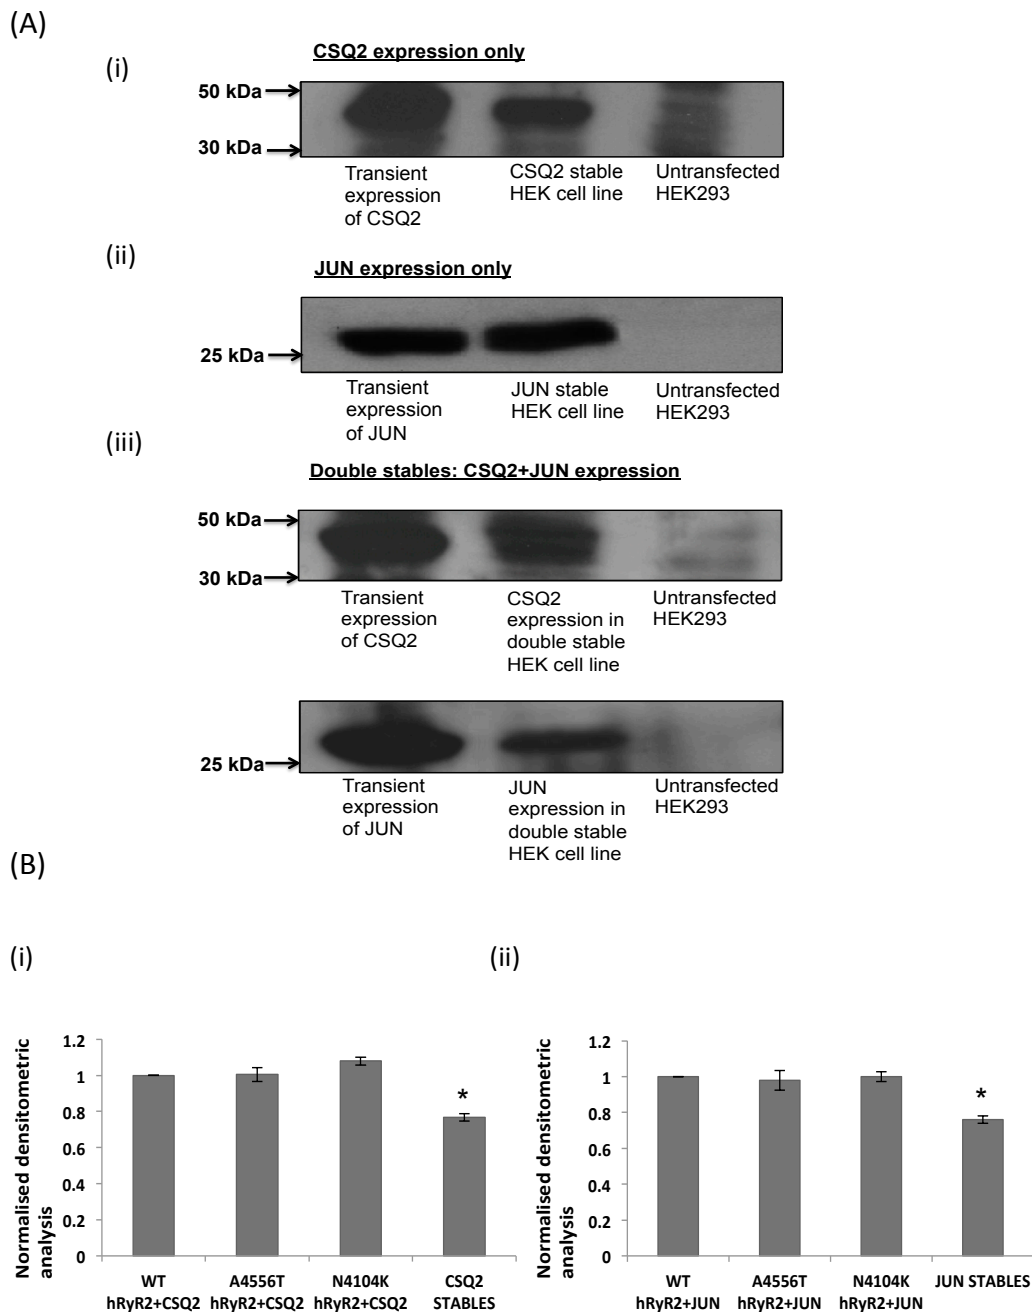 (A)
CSQ2 expression only
(i)
50 kDa
30 kDa
Transient
expression
of CSQ2
CSQ2 stable
HEK cell line
Untransfected
HEK293
(ii)
JUN expression only
25 kDa
Transient
expression
of JUN
JUN stable
HEK cell line
Untransfected
HEK293
(iii)
Double stables: CSQ2+JUN expression
50 kDa
30 kDa
Transient
expression
of CSQ2
CSQ2
expression in
double stable
HEK cell line
Untransfected
HEK293
25 kDa
Transient
expression
of JUN
JUN
expression in
double stable
HEK cell line
Untransfected
HEK293
(B)
(i)
Normalised densitometric
analysis
1.2
1
0.8
0.6
0.4
0.2
0
*
WT
hRyR2+CSQ2
A4556T
hRyR2+CSQ2
N4104K
hRyR2+CSQ2
CSQ2
STABLES
(ii)
Normalised densitometric
analysis
1.2
1
0.8
0.6
0.4
0.2
0
*
WT
hRyR2+JUN
A4556T
hRyR2+JUN
N4104K
hRyR2+JUN
JUN STABLES